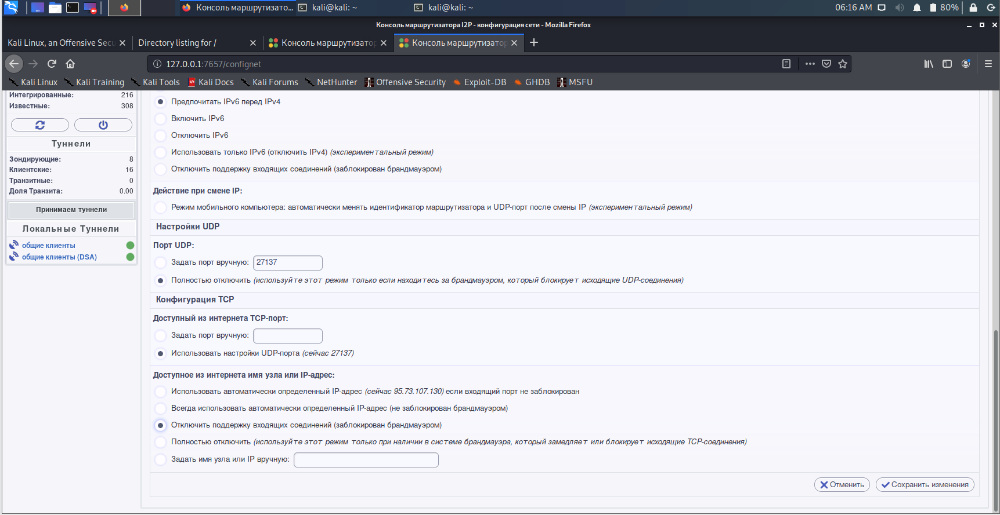 Консоль маршрутизато...
kali@kali: ~
kali@kali: ~
06:16 AM
80%
Консоль маршрутизатора I2P - конфигурация сети - Mozilla Firefox
Kali Linux, an Offensive Secu
Directory listing for /
Консоль маршрутизатор
Консоль маршрутизатор
127.0.0.1:7657/confignet
Kali Linux
Kali Training
Kali Tools
Kali Docs
Kali Forums
NetHunter
Offensive Security
Exploit-DB
GHDB
MSFU
Интегрированные: 216
Известные: 308
Туннели
Зондирующие: 8
Клиентские: 16
Транзитные: 0
Доля Транзита: 0.00
Принимаем туннели
Локальные Туннели
общие клиенты
общие клиенты (DSA)
Предпочитать IPv6 перед IPv4
Включить IPv6
Отключить IPv6
Использовать только IPv6 (отключить IPv4) (экспериментальный режим)
Отключить поддержку входящих соединений (заблокирован брандмауэром)
Действие при смене IP:
Режим мобильного компьютера: автоматически менять идентификатор маршрутизатора и UDP-порт после смены IP (экспериментальный режим)
Настройки UDP
Порт UDP:
Задать порт вручную: 27137
Полностью отключить (используйте этот режим только если находитесь за брандмауэром, который блокирует исходящие UDP-соединения)
Конфигурация TCP
Доступный из интернета TCP-порт:
Задать порт вручную:
Использовать настройки UDP-порта (сейчас 27137)
Доступное из интернета имя узла или IP-адрес:
Использовать автоматически определенный IP-адрес (сейчас 95.73.107.130) если входящий порт не заблокирован
Всегда использовать автоматически определенный IP-адрес (не заблокирован брандмауэром)
Отключить поддержку входящих соединений (заблокирован брандмауэром)
Полностью отключить (используйте этот режим только при наличии в системе брандмауэра, который замедляет или блокирует исходящие TCP-соединения)
Задать имя узла или IP вручную:
Отменить
Сохранить изменения